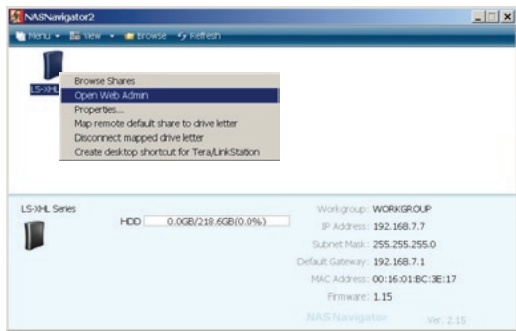 NASNavigator2
Menu View Browse Refresh
LS-XHL
Browse Shares
Open Web Admin
Properties...
Map remote default share to drive letter
Disconnect mapped drive letter
Create desktop shortcut for Tera/LinkStation
LS-XHL Series
HDD 0.0GB/218.6GB(0.0%)
Workgroup: WORKGROUP
IP Address: 192.168.7.7
Subnet Mask: 255.255.255.0
Default Gateway: 192.168.7.1
MAC Address: 00:16:01:BC:3E:17
Firmware: 1.15
NAS Navigator Ver. 2.15